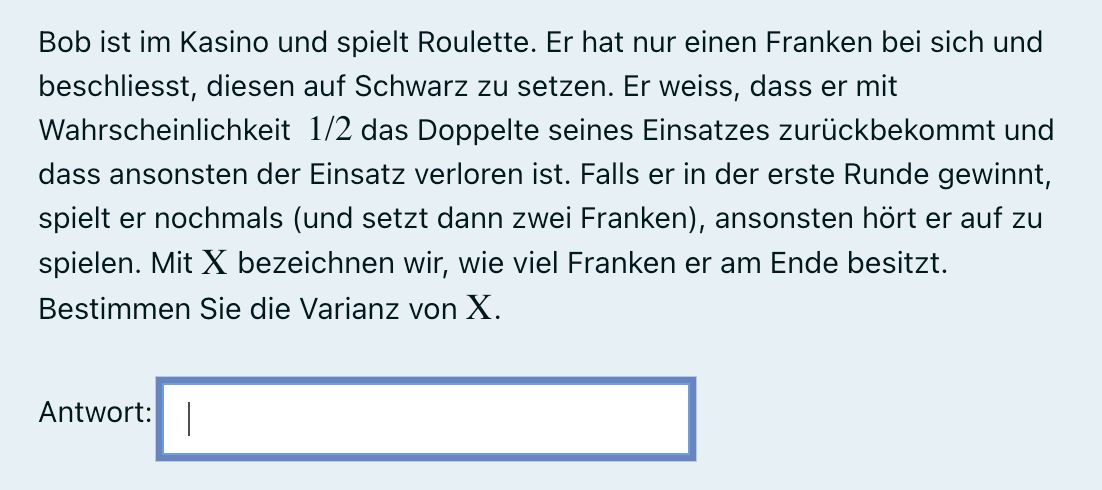 Bob ist im Kasino und spielt Roulette. Er hat nur einen Franken bei sich und
beschliesst, diesen auf Schwarz zu setzen. Er weiss, dass er mit
Wahrscheinlichkeit 1/2 das Doppelte seines Einsatzes zurückbekommt und
dass ansonsten der Einsatz verloren ist. Falls er in der erste Runde gewinnt,
spielt er nochmals (und setzt dann zwei Franken), ansonsten hört er auf zu
spielen. Mit X bezeichnen wir, wie viel Franken er am Ende besitzt.
Bestimmen Sie die Varianz von X.
Antwort: